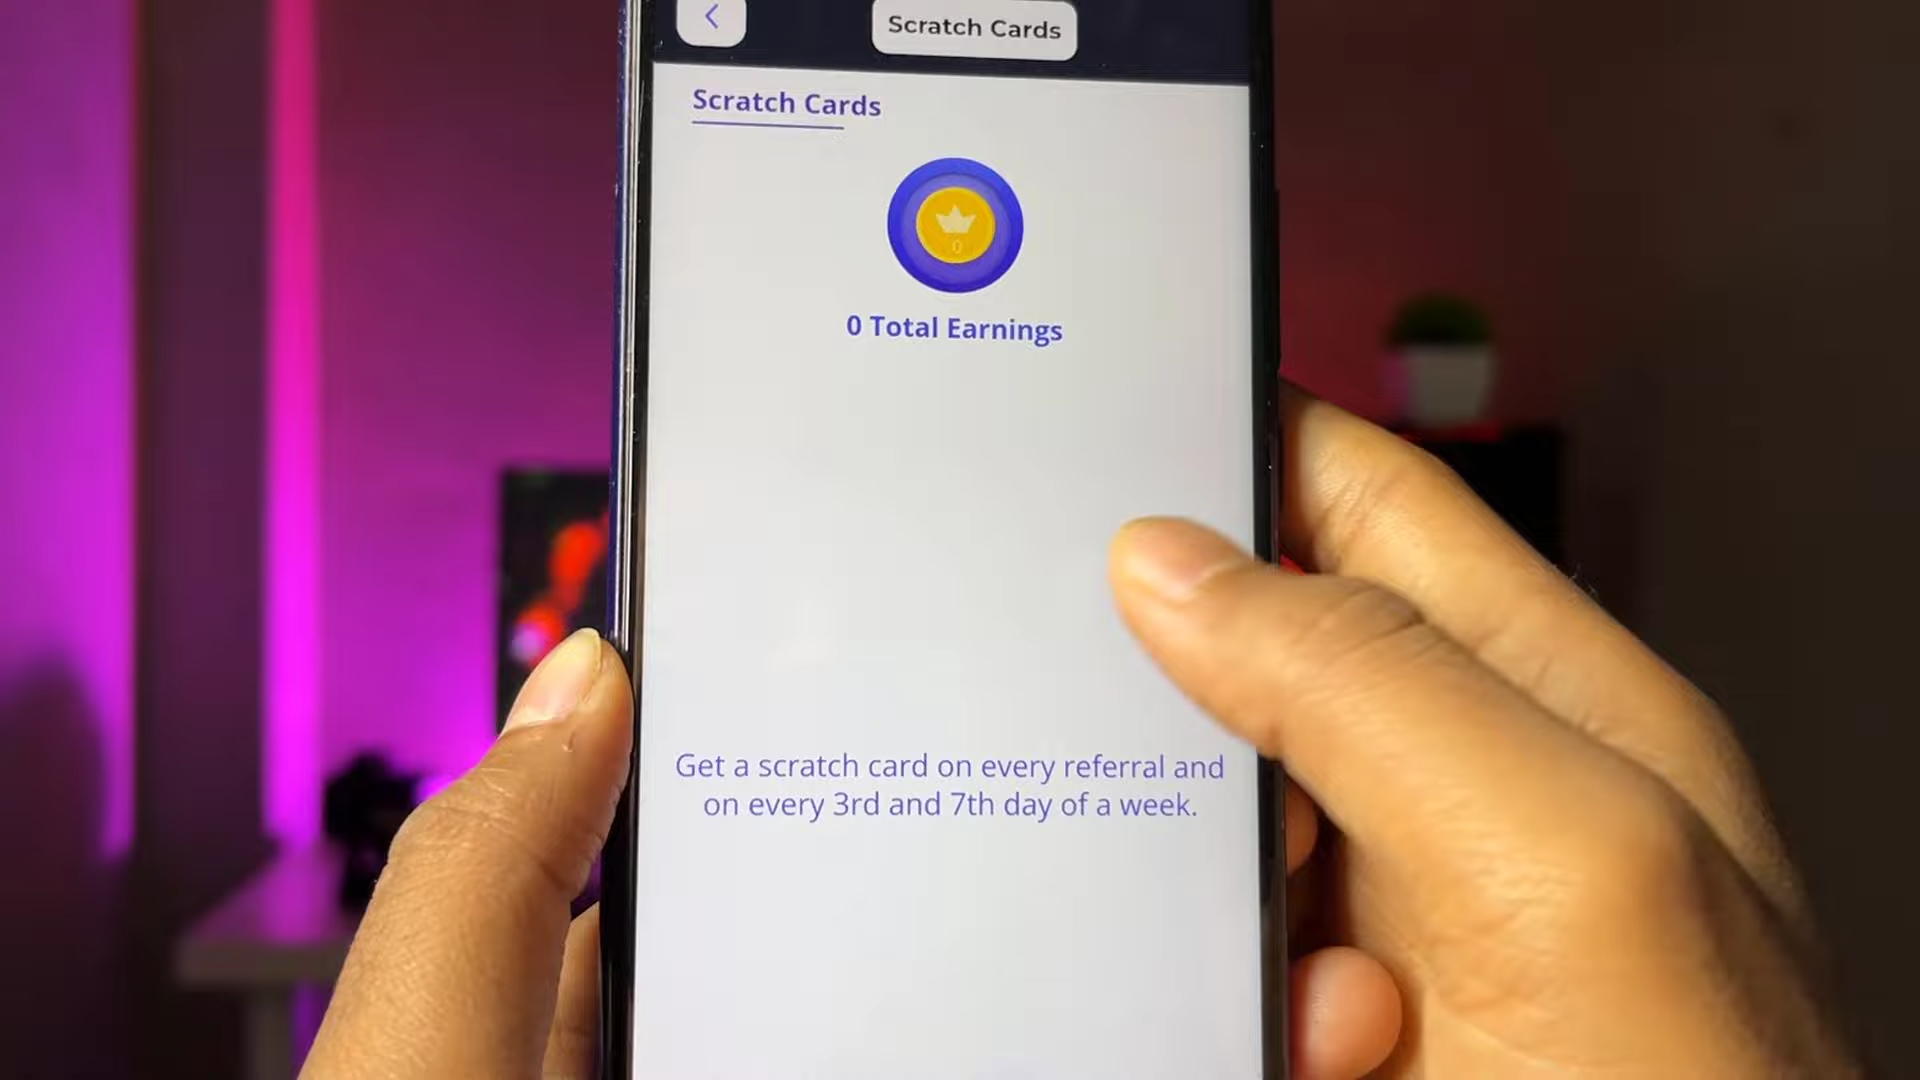 Scratch Cards
Scratch Cards
0
0 Total Earnings
Get a scratch card on every referral and
on every 3rd and 7th day of a week.